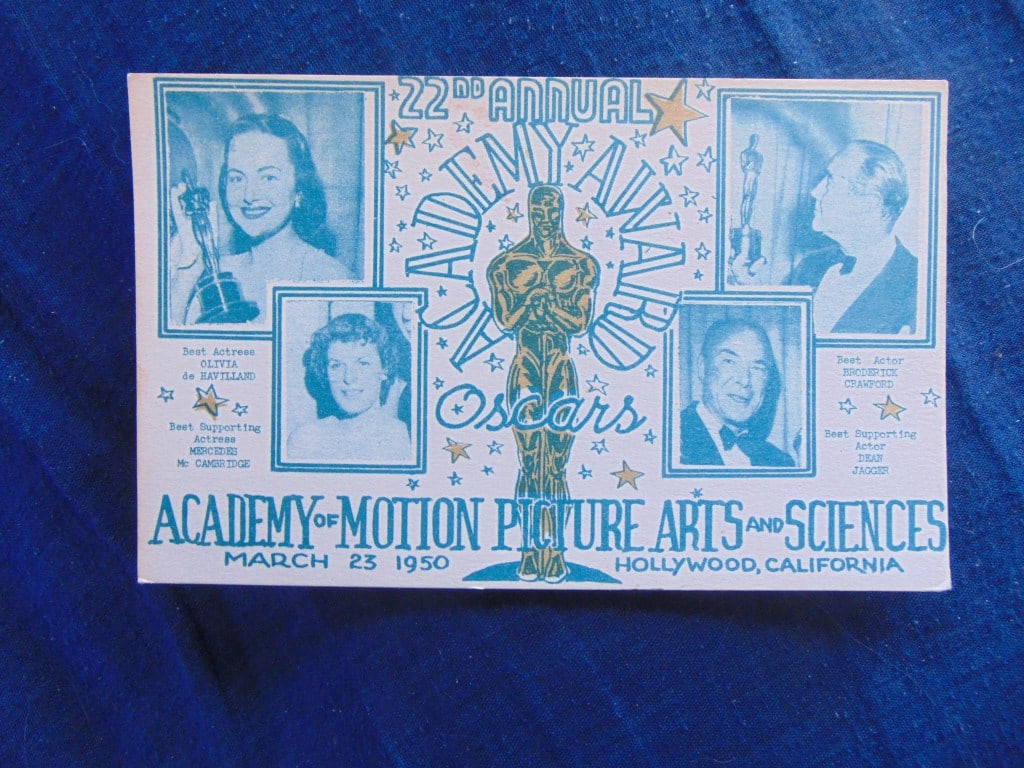 22ND ANNUAL
ACADEMY AWARD
Oscars
Best Actress
OLIVIA
de HAVILLAND
Best Supporting
Actress
MERCEDES
Mc CAMBRIDGE
Best Actor
BRODERICK
CRAWFORD
Best Supporting
Actor
DEAN
JAGGER
ACADEMY OF MOTION PICTURE ARTS AND SCIENCES
MARCH 23 1950
HOLLYWOOD, CALIFORNIA